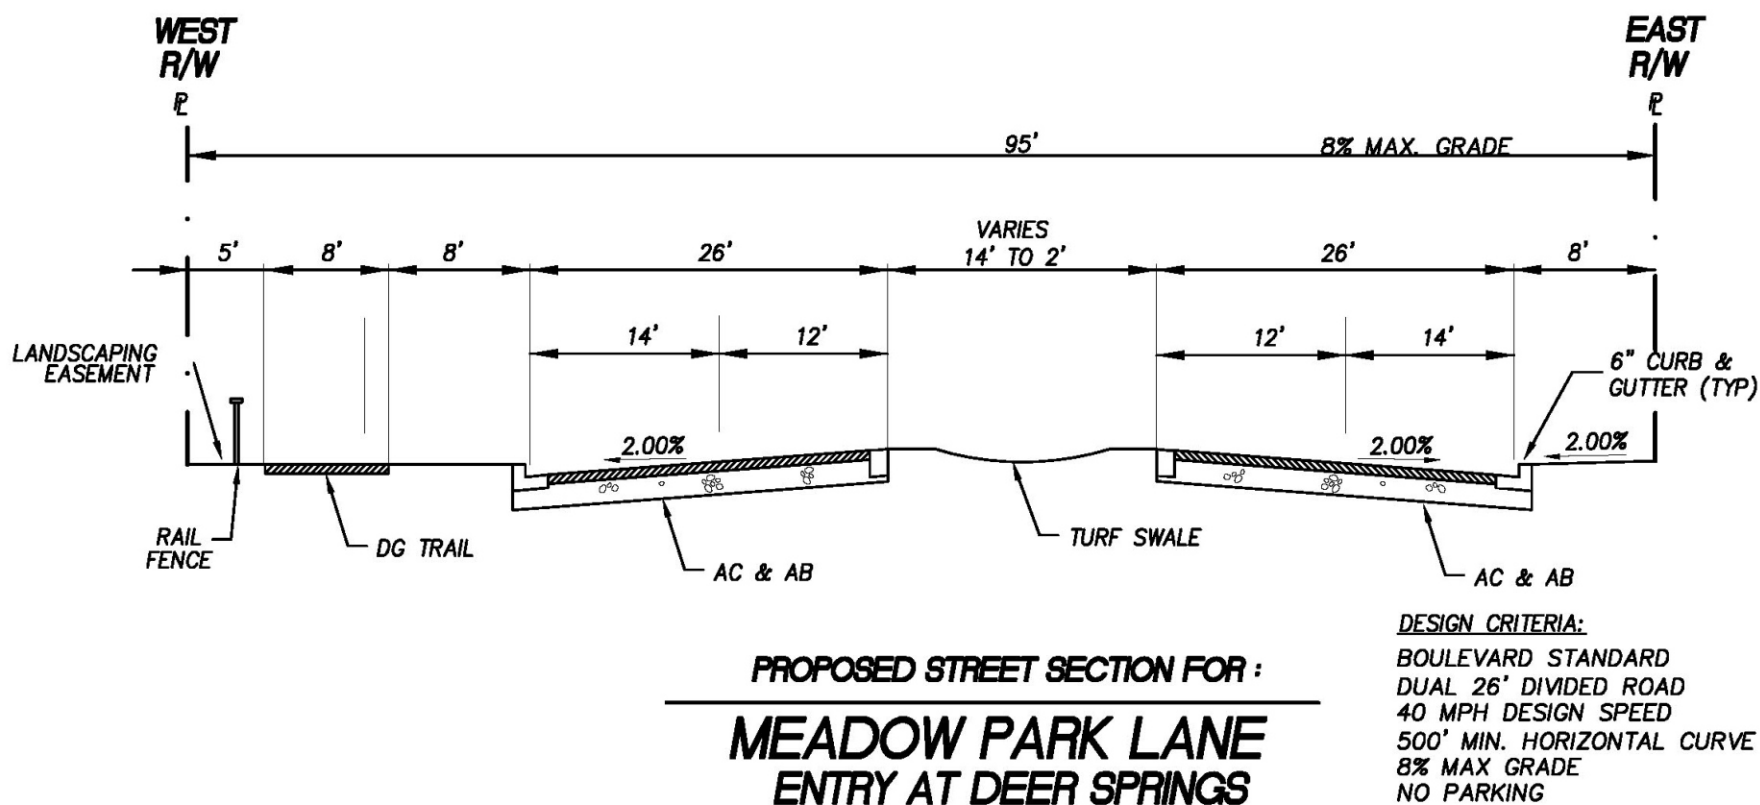 WEST
R/W
PL
EAST
R/W
PL
95'
8% MAX. GRADE
5'
8'
8'
26'
VARIES
14' TO 2'
26'
8'
14'
12'
12'
14'
LANDSCAPING
EASEMENT
6" CURB &
GUTTER (TYP)
2.00%
2.00%
2.00%
RAIL
FENCE
DG TRAIL
AC & AB
TURF SWALE
AC & AB
PROPOSED STREET SECTION FOR :
MEADOW PARK LANE
ENTRY AT DEER SPRINGS
DESIGN CRITERIA:
BOULEVARD STANDARD
DUAL 26' DIVIDED ROAD
40 MPH DESIGN SPEED
500' MIN. HORIZONTAL CURVE
8% MAX GRADE
NO PARKING